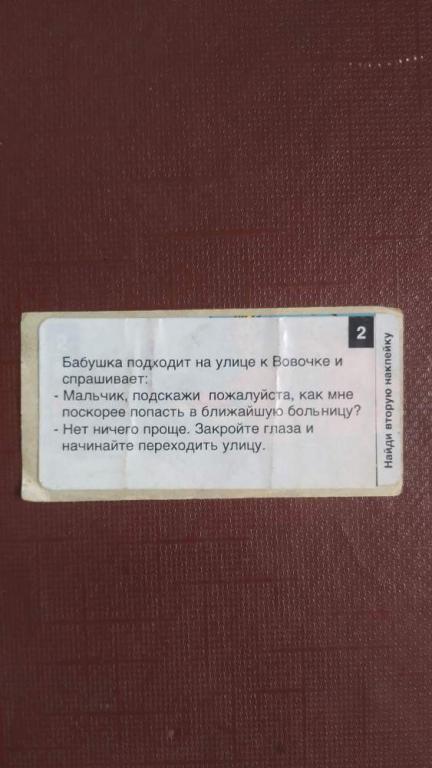 2
Бабушка подходит на улице к Вовочке и
спрашивает:
- Мальчик, подскажи пожалуйста, как мне
поскорее попасть в ближайшую больницу?
- Нет ничего проще. Закройте глаза и
начинайте переходить улицу.
Найди вторую наклейку